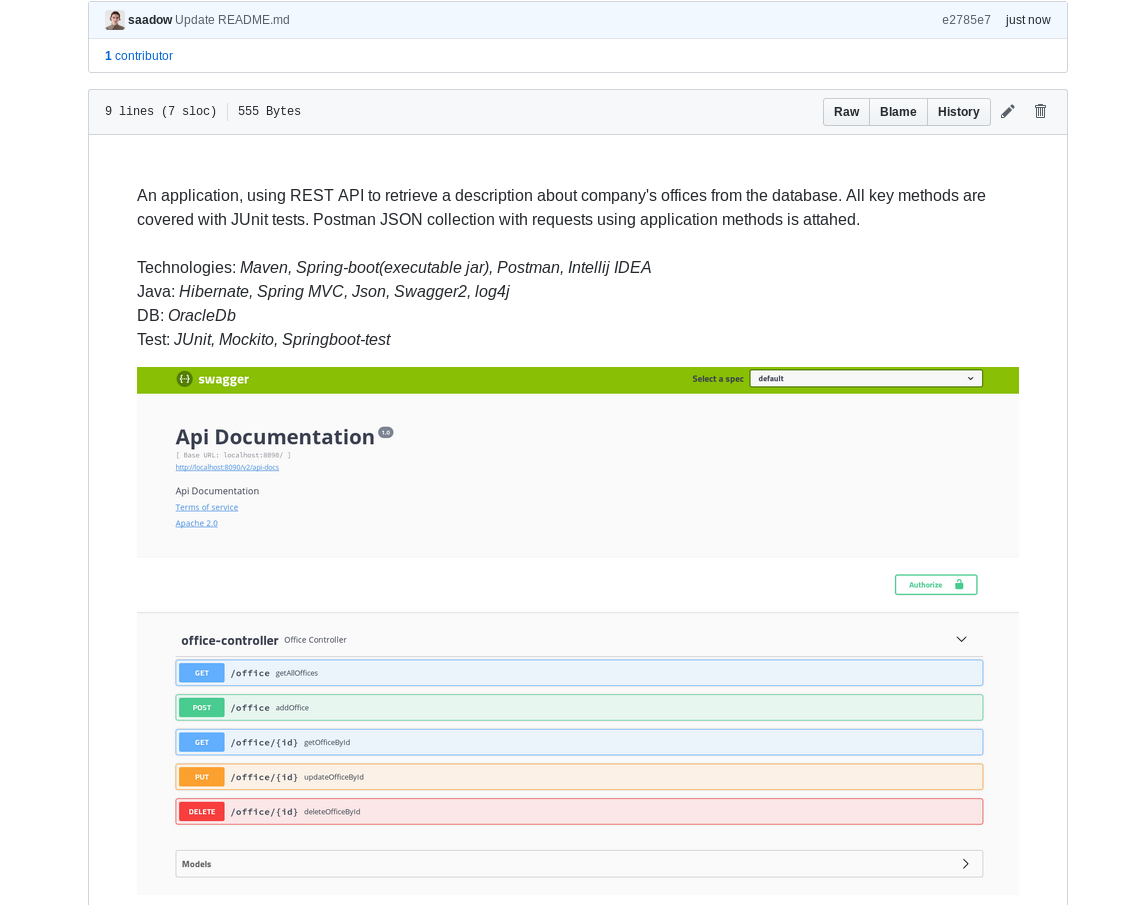 saadow Update README.md e2785e7 just now
1 contributor
9 lines (7 sloc) 555 Bytes Raw Blame History
An application, using REST API to retrieve a description about company's offices from the database. All key methods are
covered with JUnit tests. Postman JSON collection with requests using application methods is attahed.
Technologies: Maven, Spring-boot(executable jar), Postman, Intellij IDEA
Java: Hibernate, Spring MVC, Json, Swagger2, log4j
DB: OracleDb
Test: JUnit, Mockito, Springboot-test
{···} swagger Select a spec default
Api Documentation 1.0
[ Base URL: localhost:8090/ ]
http://localhost:8090/v2/api-docs
Api Documentation
Terms of service
Apache 2.0
Authorize
office-controller Office Controller
GET /office getAllOffices
POST /office addOffice
GET /office/{id} getOfficeById
PUT /office/{id} updateOfficeById
DELETE /office/{id} deleteOfficeById
Models